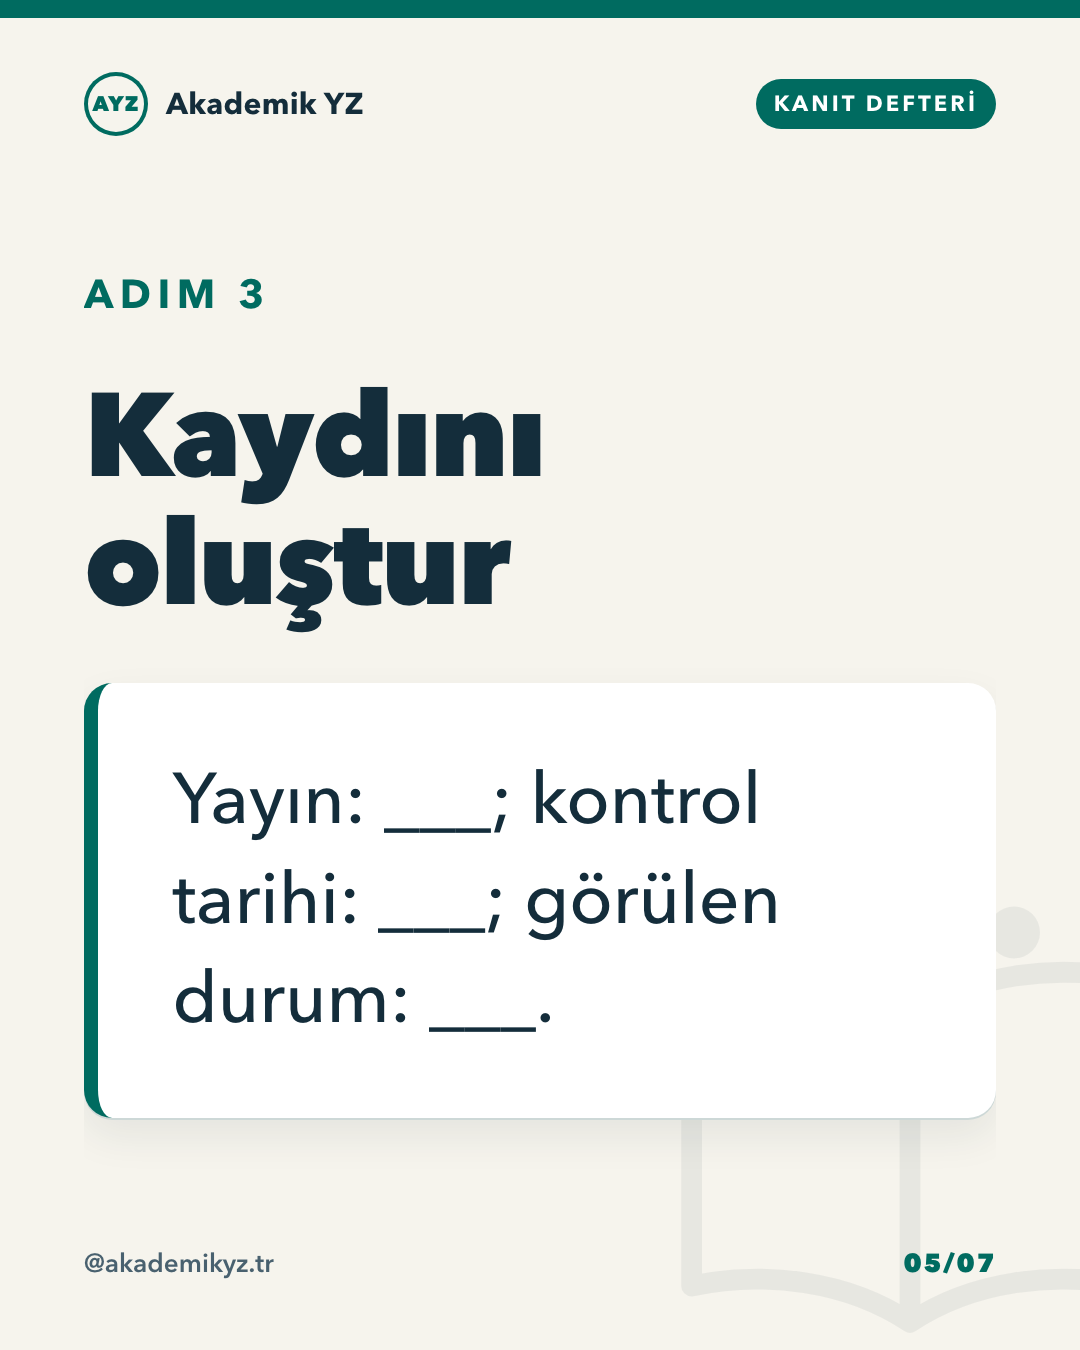 AYZ Akademik YZ
KANIT DEFTERİ
ADIM 3
Kaydını
oluştur
Yayın: ___; kontrol
tarihi: ___; görülen
durum: ___.
@akademikyz.tr
05/07